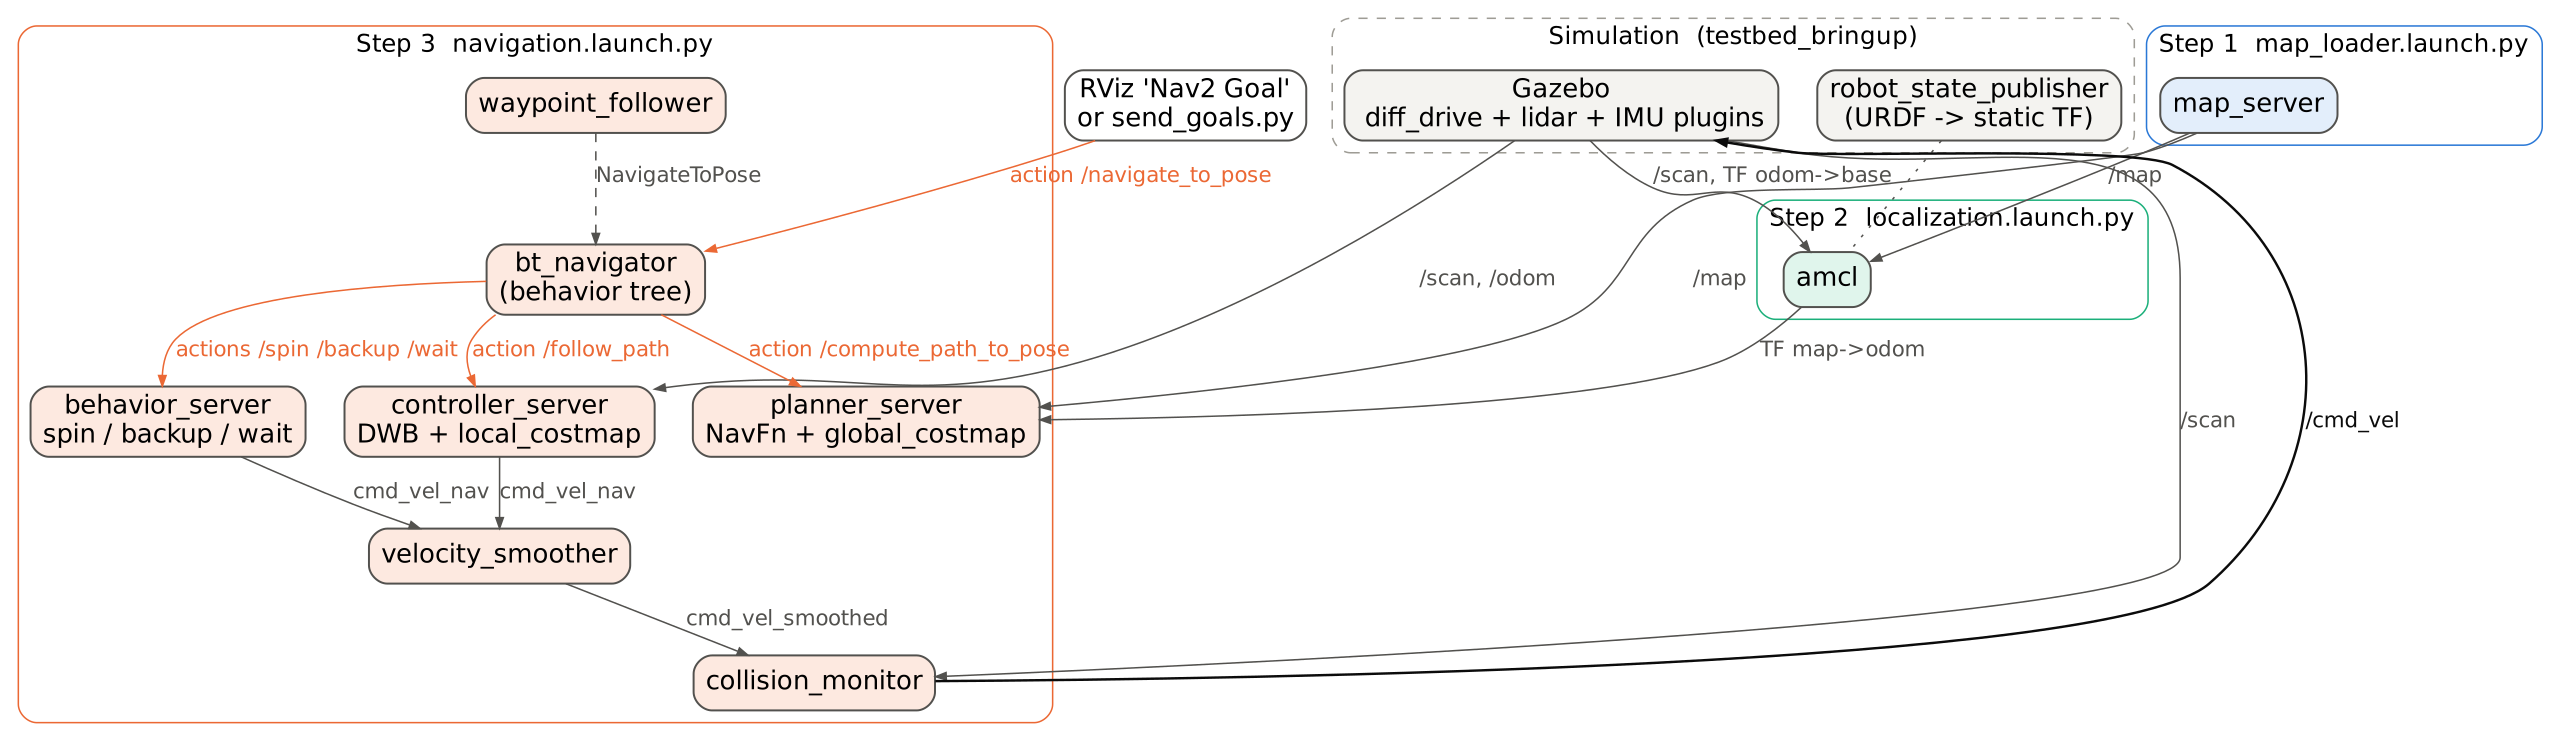 Step 3  navigation.launch.py
waypoint_follower
NavigateToPose
bt_navigator
(behavior tree)
actions /spin /backup /wait
action /follow_path
action /compute_path_to_pose
behavior_server
spin / backup / wait
controller_server
DWB + local_costmap
planner_server
NavFn + global_costmap
cmd_vel_nav
cmd_vel_nav
velocity_smoother
cmd_vel_smoothed
collision_monitor
RViz 'Nav2 Goal'
or send_goals.py
action /navigate_to_pose
Simulation  (testbed_bringup)
Gazebo
diff_drive + lidar + IMU plugins
robot_state_publisher
(URDF -> static TF)
Step 1  map_loader.launch.py
map_server
/scan, TF odom->base
/map
Step 2  localization.launch.py
amcl
/scan, /odom
/map
TF map->odom
/scan
/cmd_vel